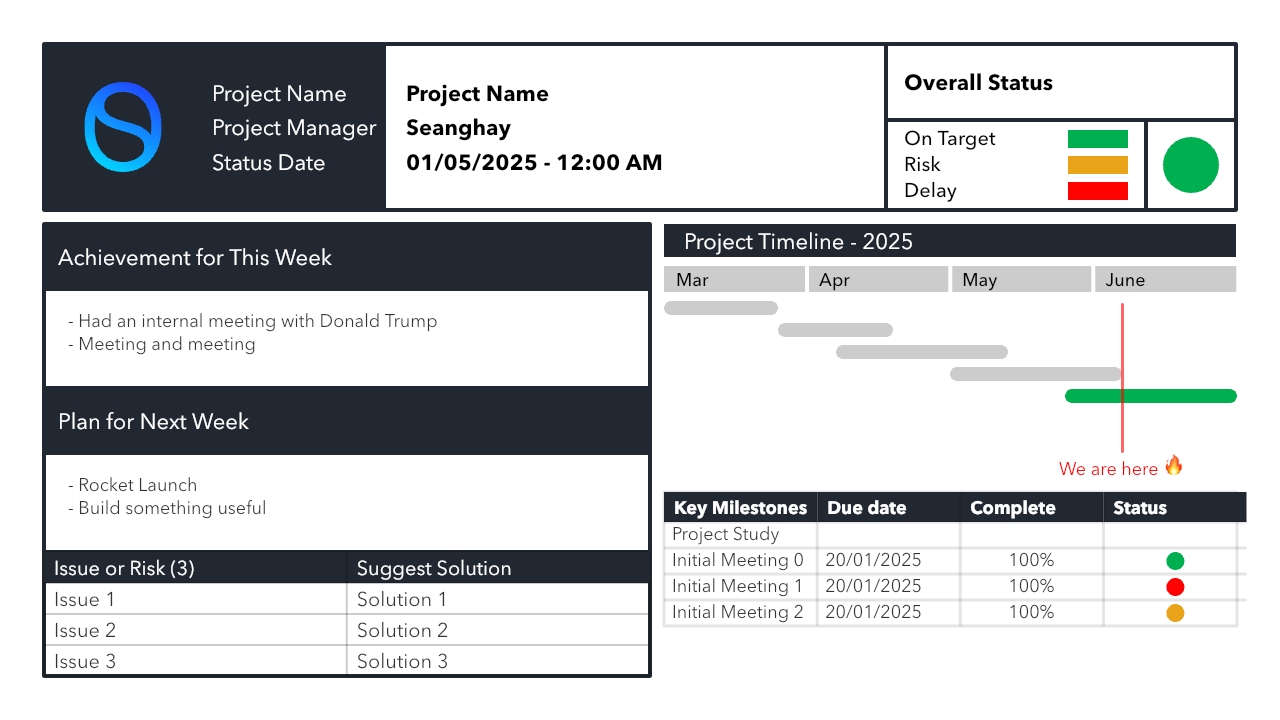 Project Name
Project Manager
Status Date
Project Name
Seanghay
01/05/2025 - 12:00 AM
Overall Status
On Target
Risk
Delay
Achievement for This Week
- Had an internal meeting with Donald Trump
- Meeting and meeting
Plan for Next Week
- Rocket Launch
- Build something useful
Issue or Risk (3) Suggest Solution
Issue 1 Solution 1
Issue 2 Solution 2
Issue 3 Solution 3
Project Timeline - 2025
Mar Apr May June
We are here 🔥
Key Milestones Due date Complete Status
Project Study
Initial Meeting 0 20/01/2025 100%
Initial Meeting 1 20/01/2025 100%
Initial Meeting 2 20/01/2025 100%